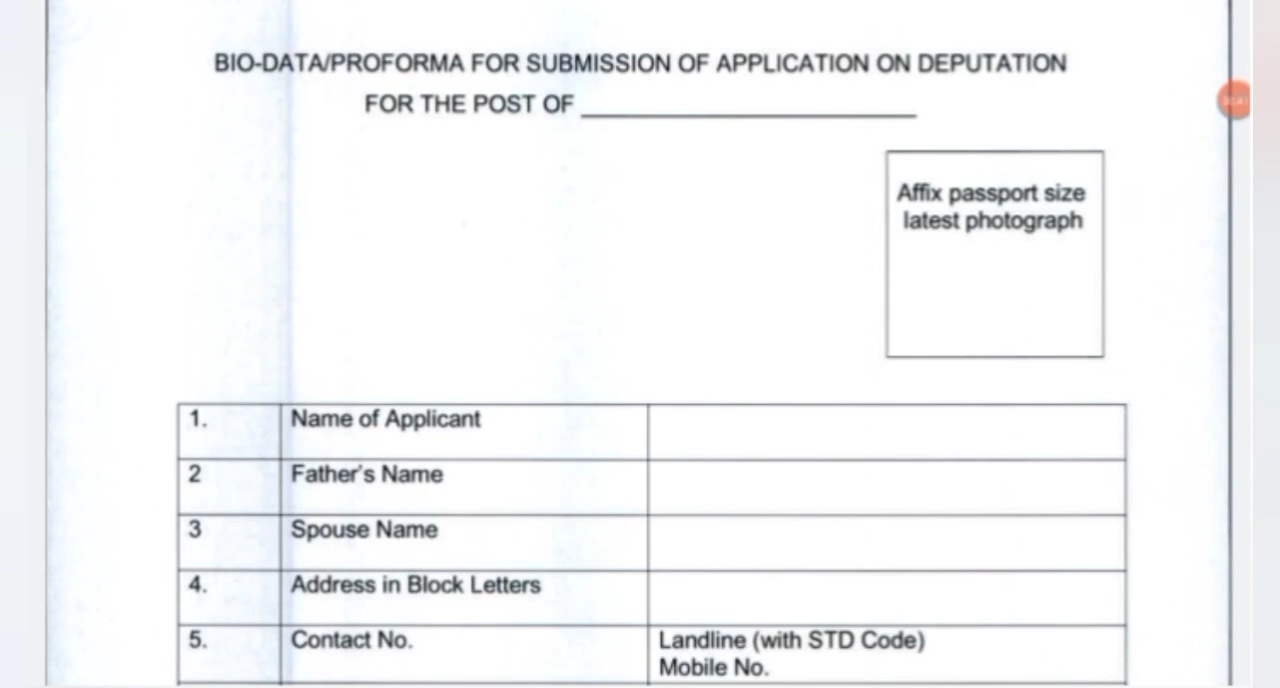 BIO-DATA/PROFORMA FOR SUBMISSION OF APPLICATION ON DEPUTATION
FOR THE POST OF
Affix passport size
latest photograph
1. Name of Applicant
2 Father's Name
3 Spouse Name
4. Address in Block Letters
5. Contact No. Landline (with STD Code)
Mobile No.